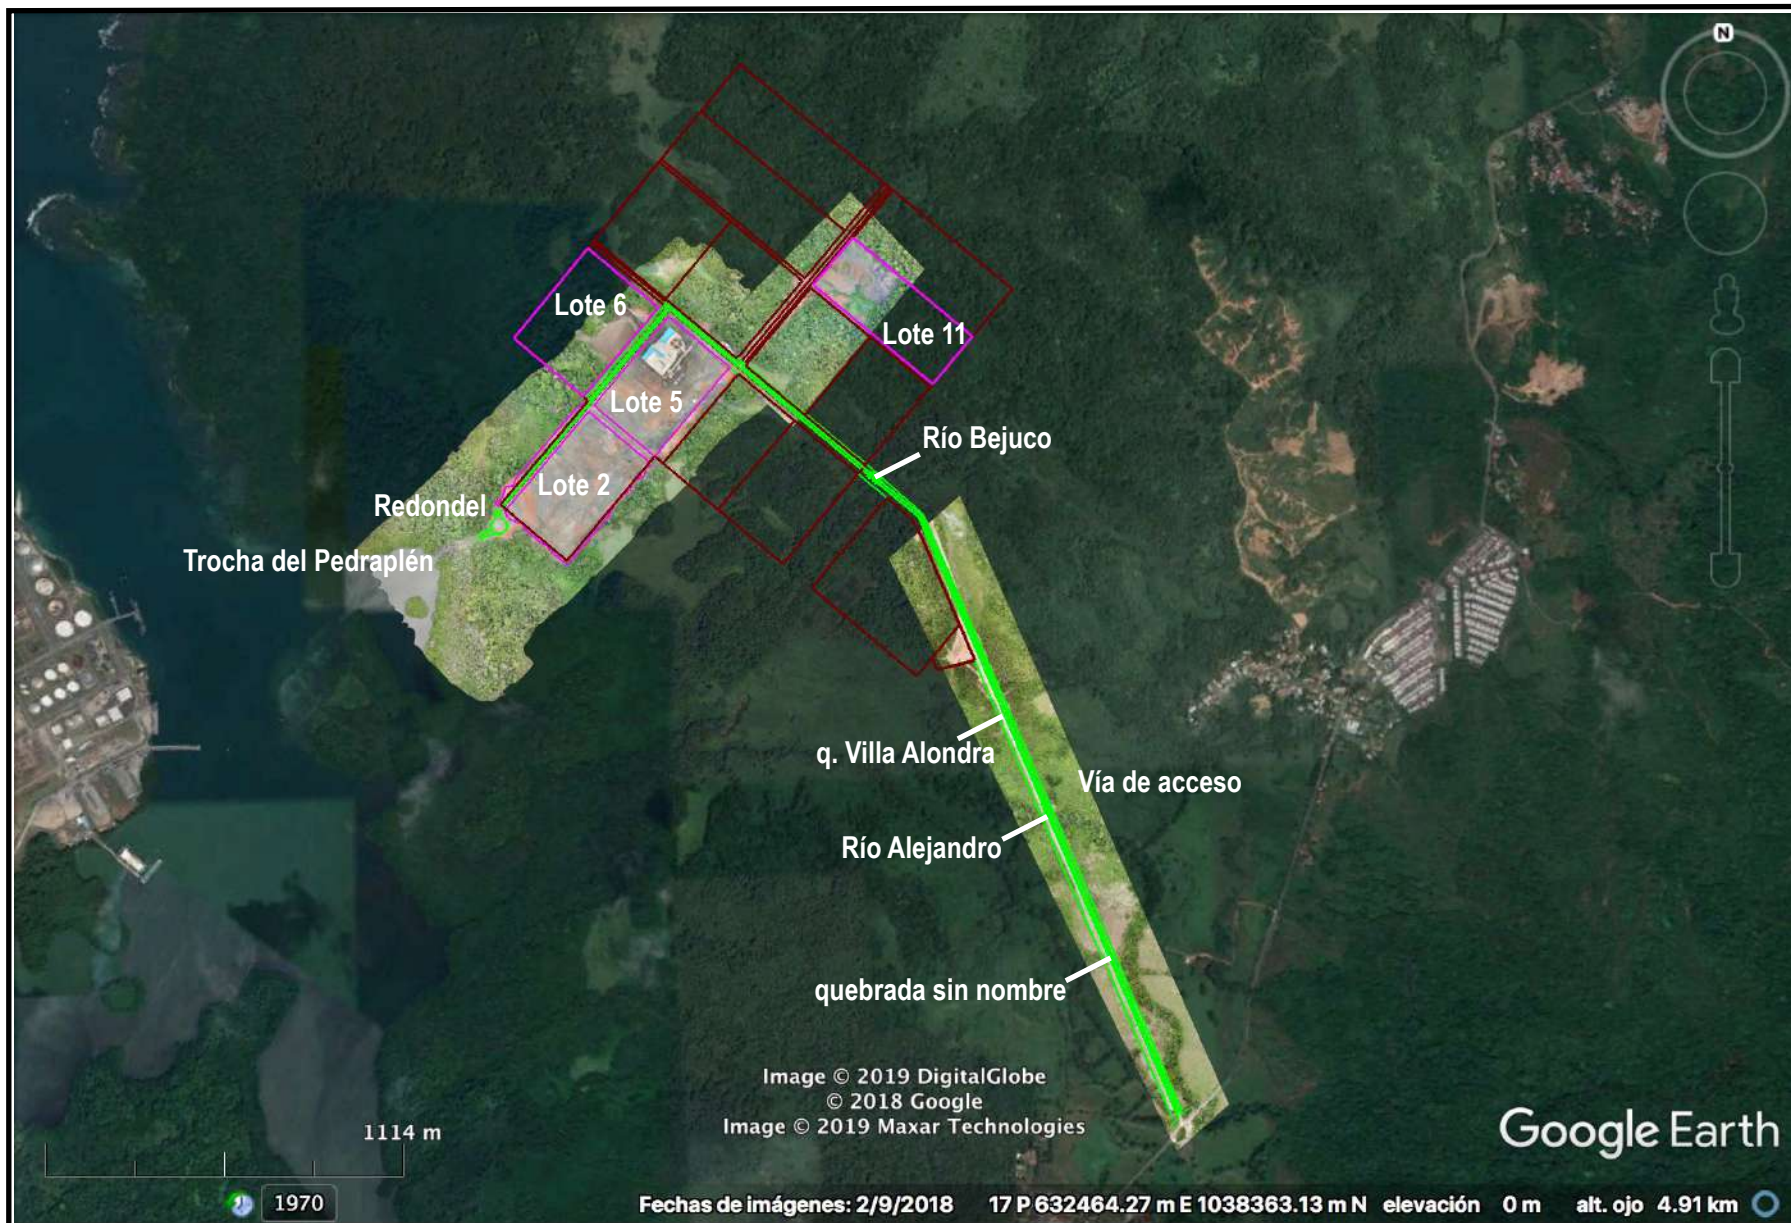 N
Lote 6
Lote 11
Lote 5
Río Bejuco
Lote 2
Redondel
Trocha del Pedraplén
q. Villa Alondra
Vía de acceso
Río Alejandro
quebrada sin nombre
Image © 2019 DigitalGlobe
© 2018 Google
Image © 2019 Maxar Technologies
1114 m
Google Earth
1970
Fechas de imágenes: 2/9/2018 17 P 632464.27 m E 1038363.13 m N elevación 0 m alt. ojo 4.91 km